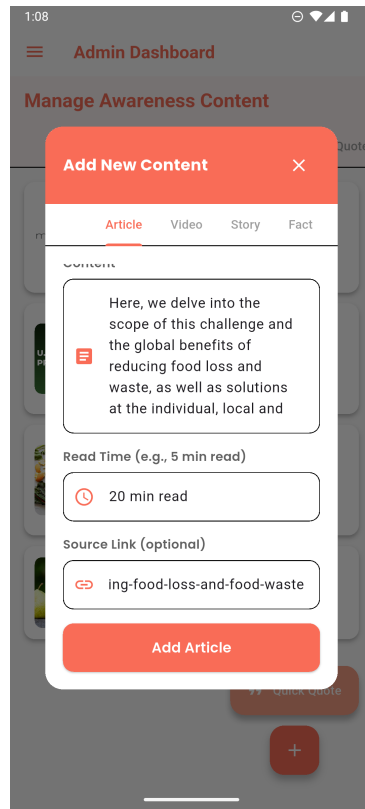 1:08
Admin Dashboard
Manage Awareness Content
Quote
Add New Content
Article Video Story Fact
Content
Here, we delve into the
scope of this challenge and
the global benefits of
reducing food loss and
waste, as well as solutions
at the individual, local and
Read Time (e.g., 5 min read)
20 min read
Source Link (optional)
ing-food-loss-and-food-waste
Add Article
Quick Quote